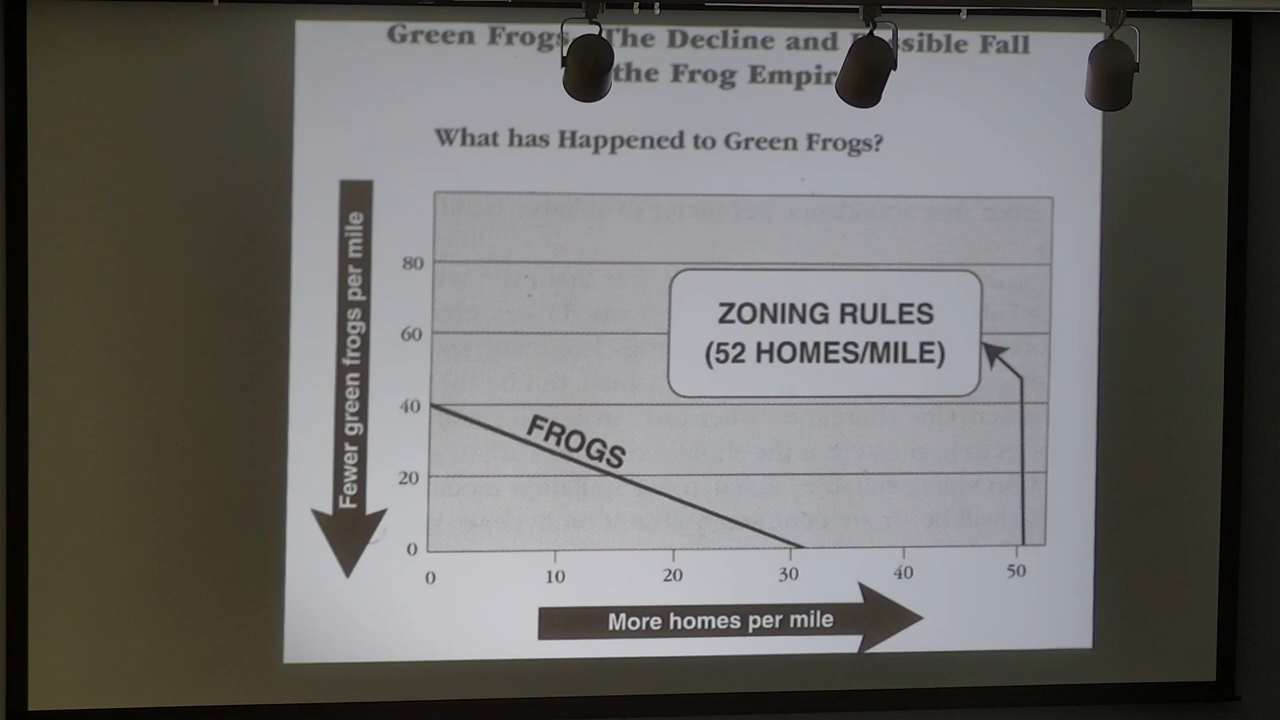 Green Frogs The Decline and Fall
the Frog
What has Happened to Green Frogs?
Fewer green frogs per mile
80
60
40
20
0
ZONING RULES
(52 HOMES/MILE)
FROGS
0 10 20 30 40 50
More homes per mile